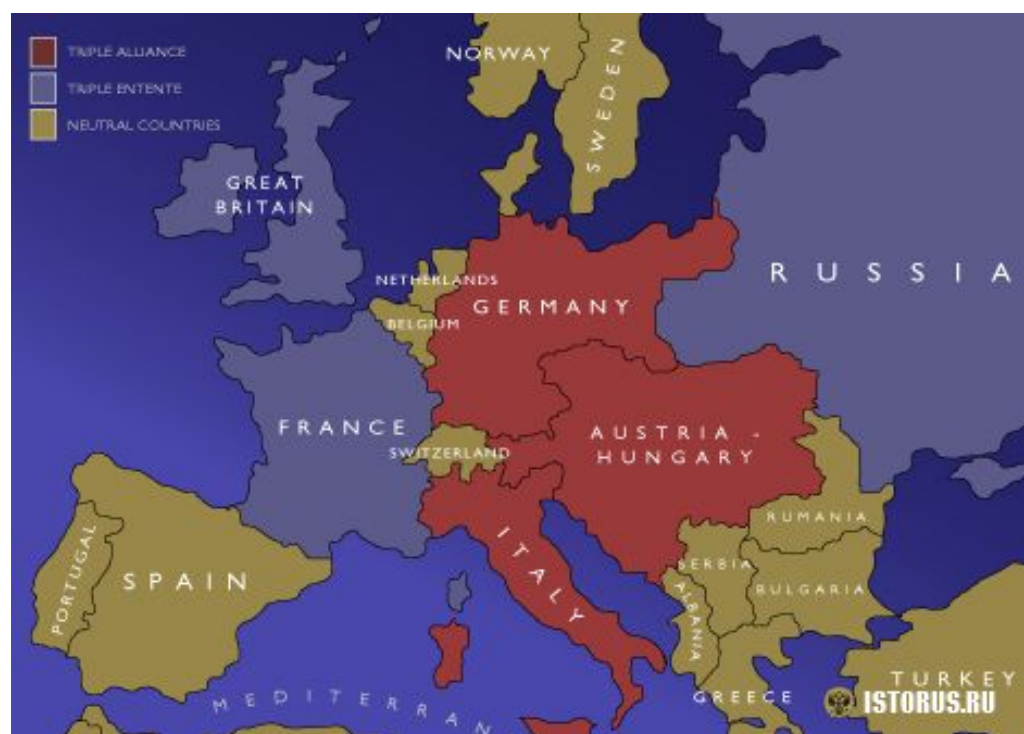 TRIPLE ALLIANCE
TRIPLE ENTENTE
NEUTRAL COUNTRIES
NORWAY
SWEDEN
GREAT
BRITAIN
RUSSIA
NETHERLANDS
GERMANY
BELGIUM
FRANCE
AUSTRIA -
HUNGARY
SWITZERLAND
RUMANIA
ITALY
SERBIA
PORTUGAL
SPAIN
BULGARIA
ALBANIA
TURKEY
GREECE
MEDITERRAN
ISTORUS.RU